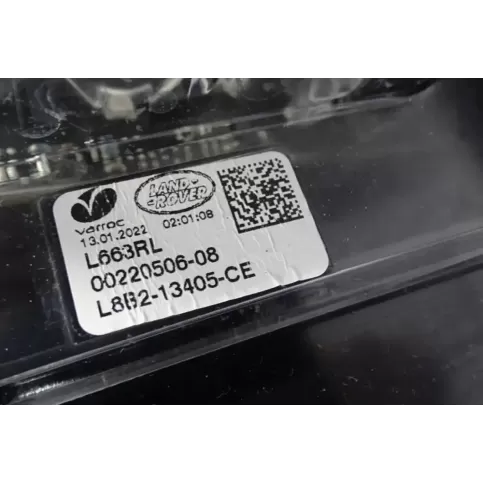 varroc
LAND
ROVER
13.01.2022 02:01:08
L663RL
00220506-08
L8B2-13405-CE